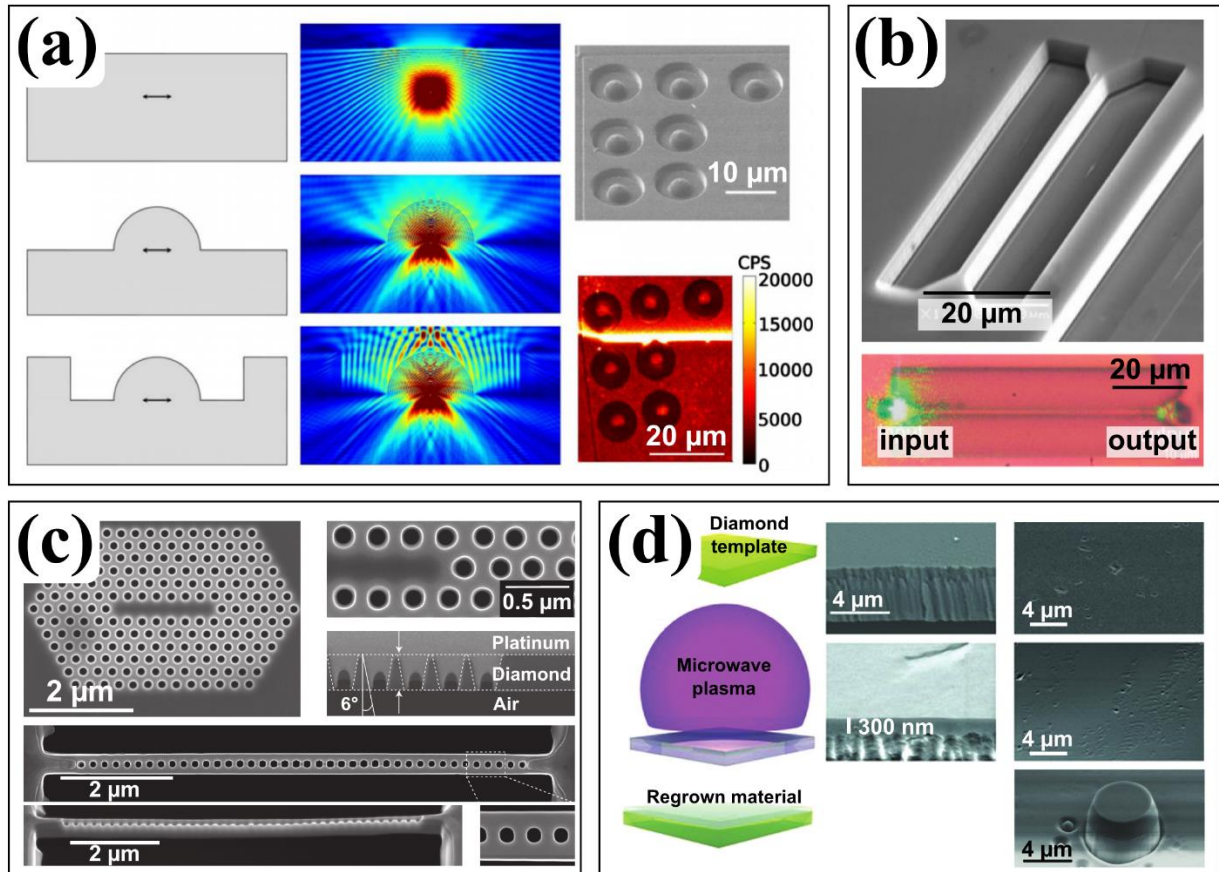 (a)
10 µm
CPS
20000
15000
10000
5000
0
20 µm
(b)
20 µm
20 µm
input
output
(c)
2 µm
0.5 µm
Platinum
Diamond
Air
6°
2 µm
2 µm
(d)
Diamond
template
Microwave
plasma
Regrown material
4 µm
4 µm
300 nm
4 µm
4 µm